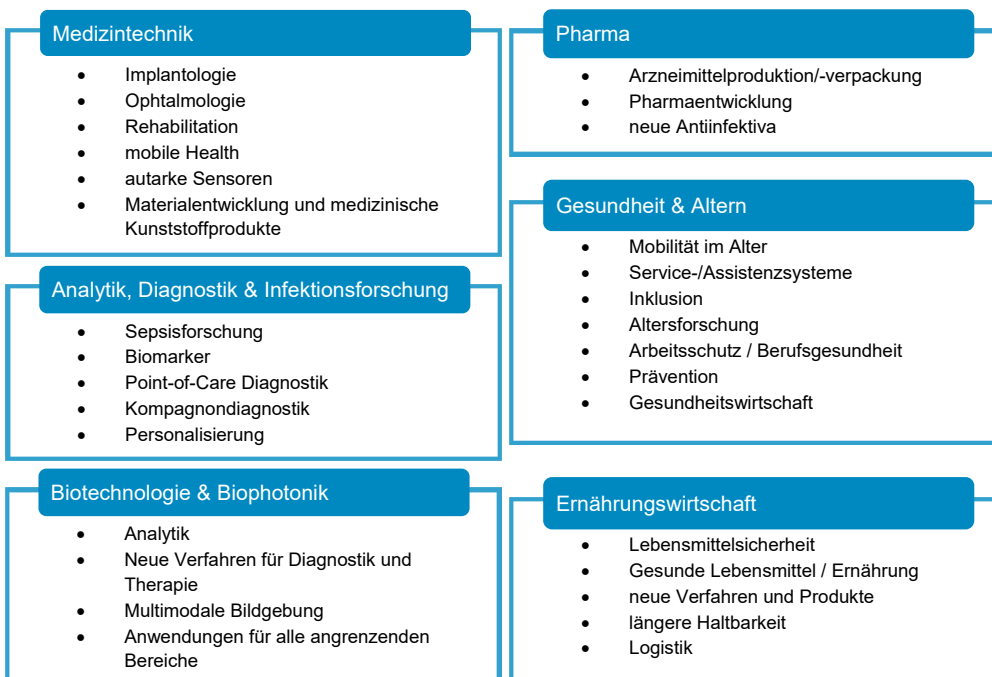 Medizintechnik
• Implantologie
• Ophtalmologie
• Rehabilitation
• mobile Health
• autarke Sensoren
• Materialentwicklung und medizinische
Kunststoffprodukte
Analytik, Diagnostik & Infektionsforschung
• Sepsisforschung
• Biomarker
• Point-of-Care Diagnostik
• Kompagnondiagnostik
• Personalisierung
Biotechnologie & Biophotonik
• Analytik
• Neue Verfahren für Diagnostik und
Therapie
• Multimodale Bildgebung
• Anwendungen für alle angrenzenden
Bereiche
Pharma
• Arzneimittelproduktion/-verpackung
• Pharmaentwicklung
• neue Antiinfektiva
Gesundheit & Altern
• Mobilität im Alter
• Service-/Assistenzsysteme
• Inklusion
• Altersforschung
• Arbeitsschutz / Berufsgesundheit
• Prävention
• Gesundheitswirtschaft
Ernährungswirtschaft
• Lebensmittelsicherheit
• Gesunde Lebensmittel / Ernährung
• neue Verfahren und Produkte
• längere Haltbarkeit
• Logistik